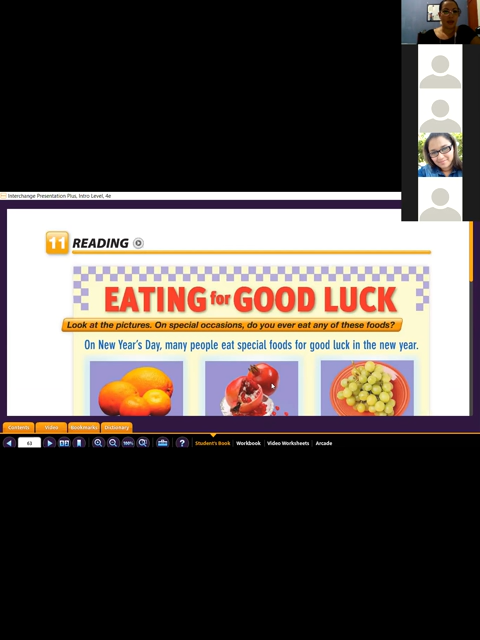 Interchange Presentation Plus, Intro Level, 4e
11 READING
EATING for GOOD LUCK
Look at the pictures. On special occasions, do you ever eat any of these foods?
On New Year's Day, many people eat special foods for good luck in the new year.
Contents Video Bookmarks Dictionary
63 100% ? Student's Book Workbook Video Worksheets Arcade